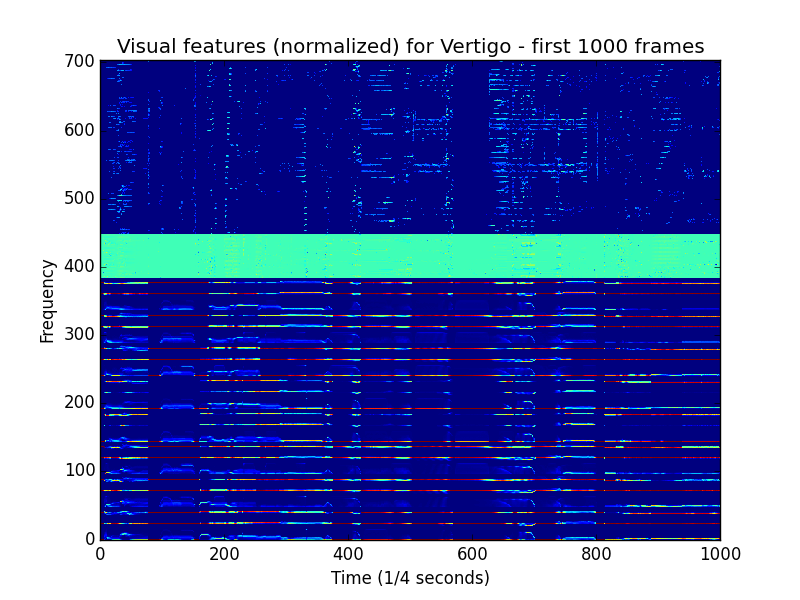 Visual features (normalized) for Vertigo - first 1000 frames
700
600
500
400
300
200
100
0
Frequency
0 200 400 600 800 1000
Time (1/4 seconds)